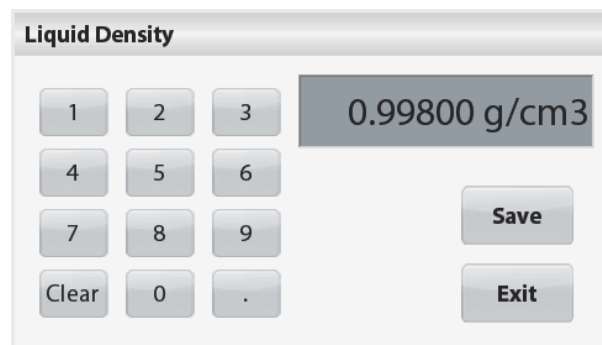 Liquid Density
0.99800 g/cm3
1 2 3
4 5 6
7 8 9
Clear 0 .
Save
Exit